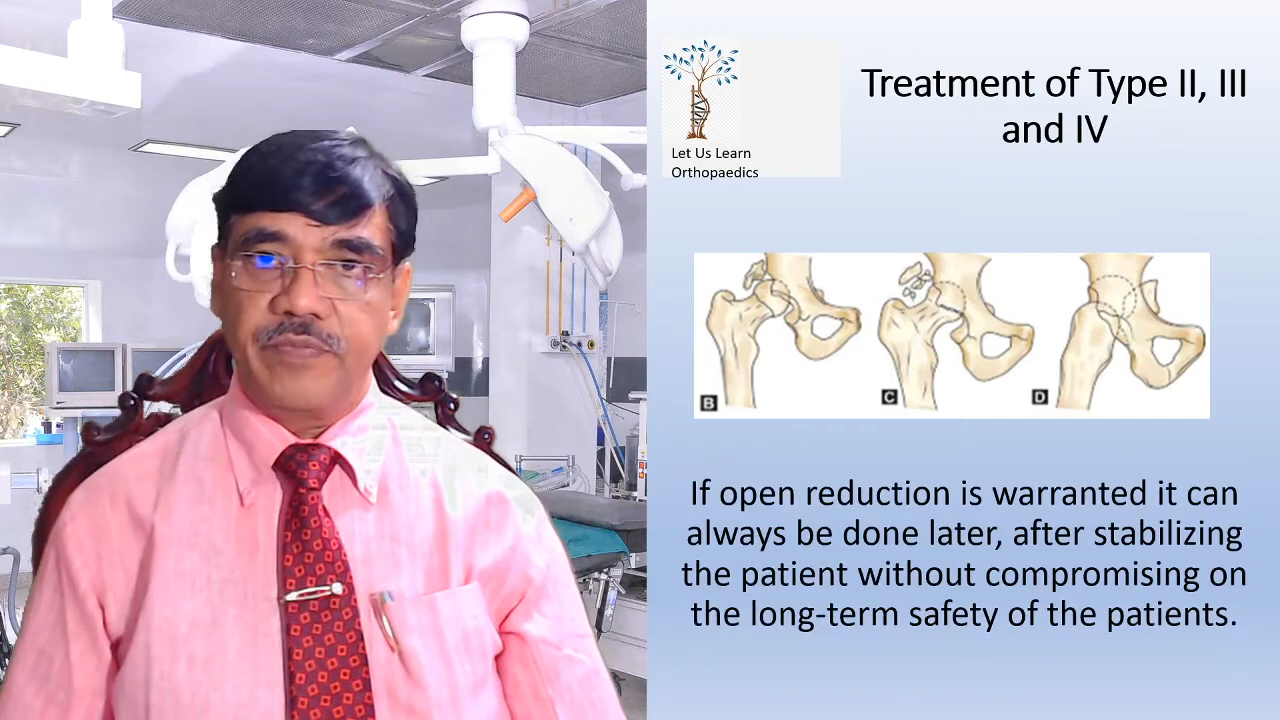 Let Us Learn
Orthopaedics
Treatment of Type II, III
and IV
B
C
D
If open reduction is warranted it can
always be done later, after stabilizing
the patient without compromising on
the long-term safety of the patients.